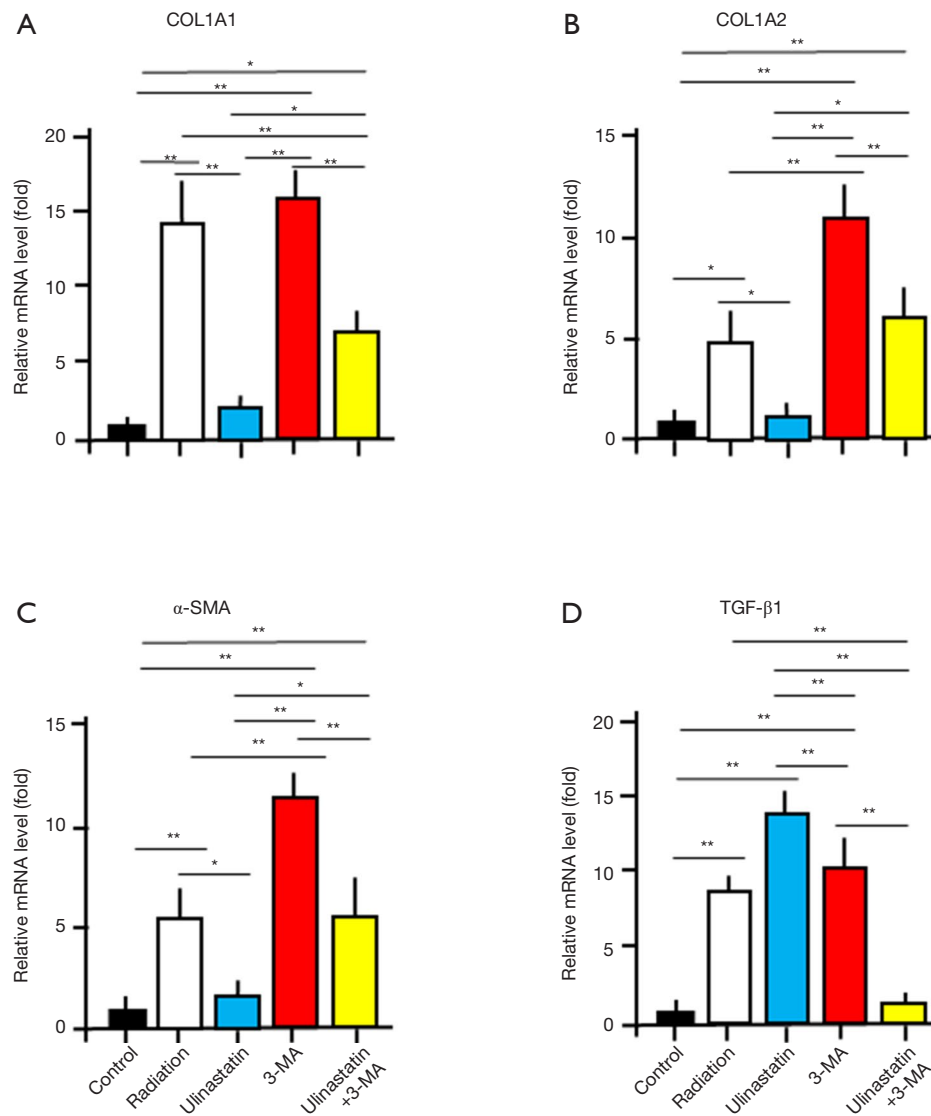 A
COL1A1
*
**
*
**
**
**
**
**
20
15
10
5
0
Relative mRNA level (fold)
B
COL1A2
**
**
*
**
**
**
*
*
15
10
5
0
Relative mRNA level (fold)
C
α-SMA
**
**
*
**
**
**
**
*
15
10
5
0
Relative mRNA level (fold)
Control
Radiation
Ulinastatin
3-MA
Ulinastatin
+3-MA
D
TGF-β1
**
**
**
**
**
**
**
**
20
15
10
5
0
Relative mRNA level (fold)
Control
Radiation
Ulinastatin
3-MA
Ulinastatin
+3-MA